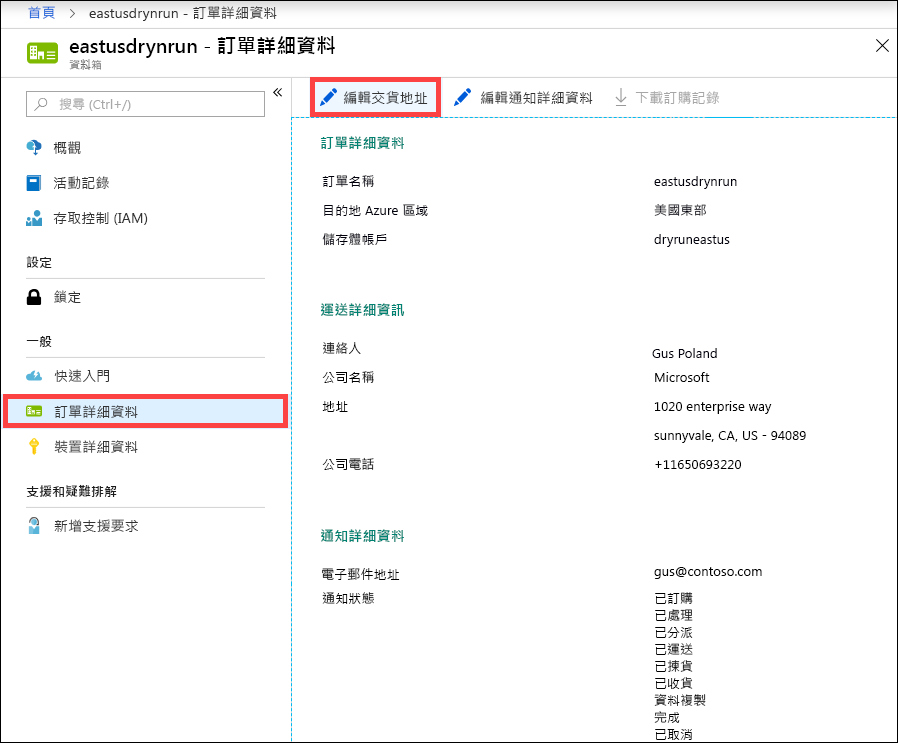 首頁 > eastusdrynrun - 訂單詳細資料
eastusdrynrun - 訂單詳細資料
資料箱
搜尋 (Ctrl+/)
«
概觀
活動記錄
存取控制 (IAM)
設定
鎖定
一般
快速入門
訂單詳細資料
裝置詳細資料
支援和疑難排解
新增支援要求
編輯交貨地址 編輯通知詳細資料 下載訂購記錄
訂單詳細資料
訂單名稱 eastusdrynrun
目的地 Azure 區域 美國東部
儲存體帳戶 dryruneastus
運送詳細資訊
連絡人 Gus Poland
公司名稱 Microsoft
地址 1020 enterprise way
sunnyvale, CA, US - 94089
公司電話 +11650693220
通知詳細資料
電子郵件地址 gus@contoso.com
通知狀態 已訂購
已處理
已分派
已運送
已揀貨
已收貨
資料複製
完成
已取消